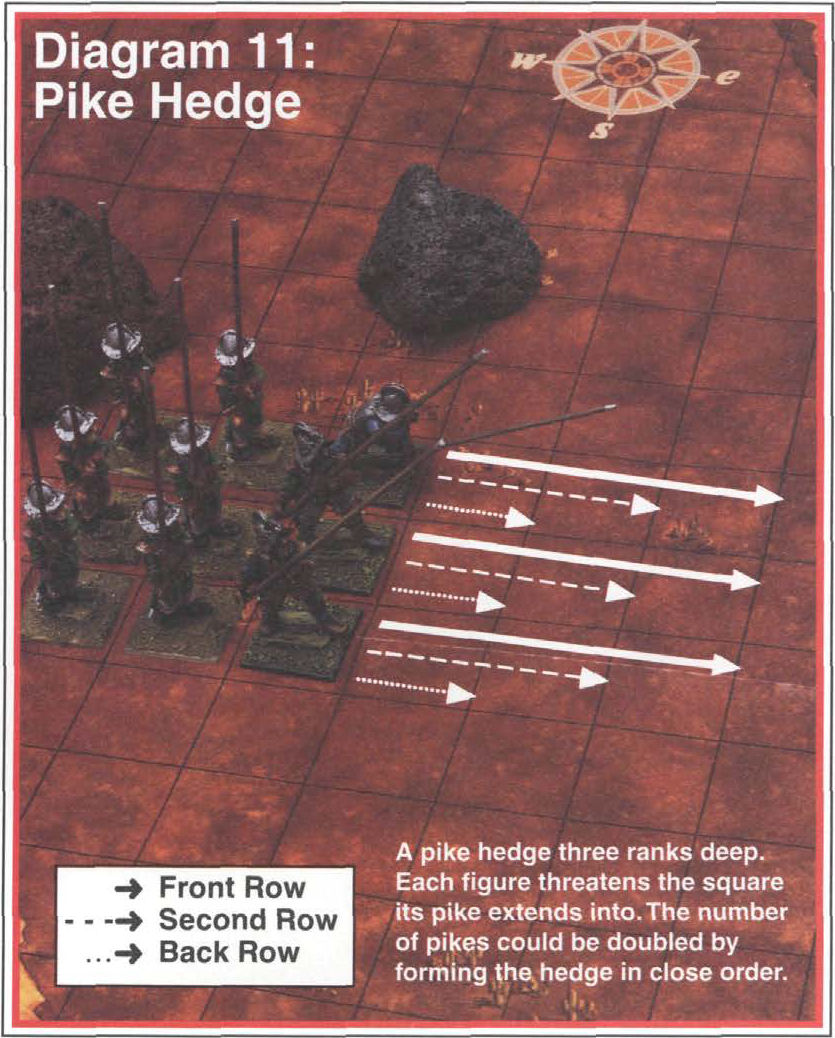 Diagram 11:
Pike Hedge
w
e
s
Front Row
Second Row
Back Row
A pike hedge three ranks deep.
Each figure threatens the square
its pike extends into. The number
of pikes could be doubled by
forming the hedge in close order.